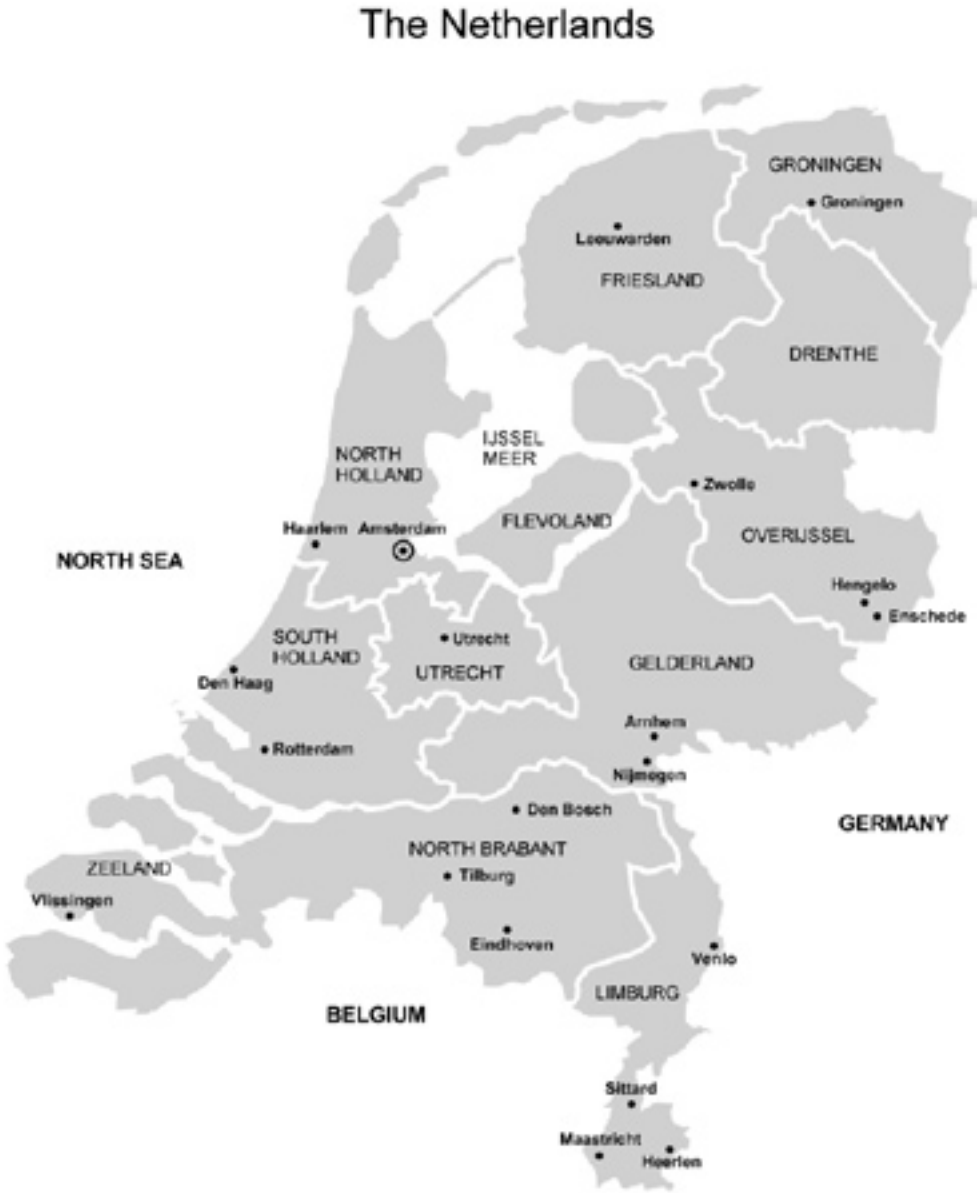 The Netherlands
GRONINGEN
Groningen
Leeuwarden
FRIESLAND
DRENTHE
IJSSEL
MEER
NORTH
HOLLAND
Zwolle
FLEVOLAND
Haarlem
Amsterdam
OVERIJSSEL
NORTH SEA
Hengelo
Enschede
SOUTH
HOLLAND
Utrecht
UTRECHT
GELDERLAND
Den Haag
Arnhem
Rotterdam
Nijmegen
Den Bosch
GERMANY
NORTH BRABANT
ZEELAND
Tilburg
Vlissingen
Eindhoven
Venlo
LIMBURG
BELGIUM
Sittard
Maastricht
Heerlen